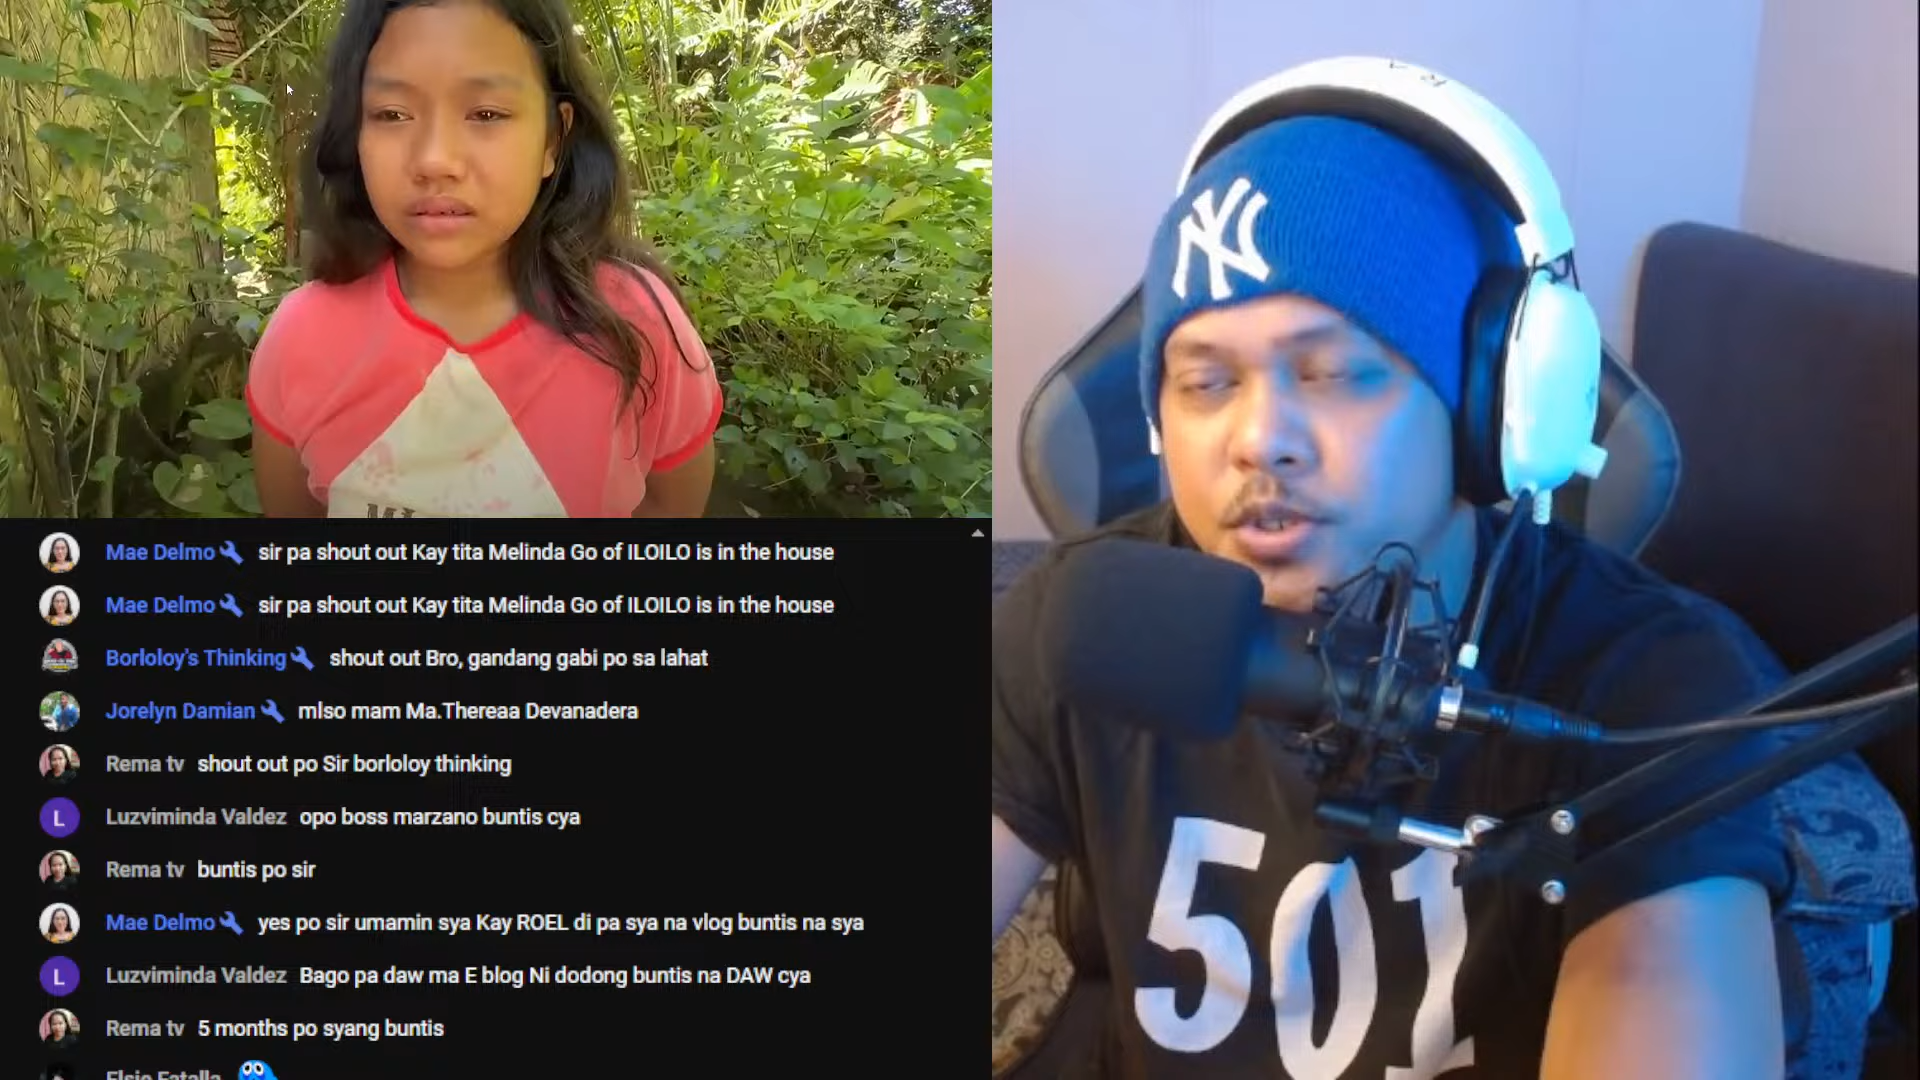 NY
Mae Delmo sir pa shout out Kay tita Melinda Go of ILOILO is in the house
Mae Delmo sir pa shout out Kay tita Melinda Go of ILOILO is in the house
Borloloy's Thinking shout out Bro, gandang gabi po sa lahat
Jorelyn Damian mlso mam Ma.Thereaa Devanadera
Rema tv shout out po Sir borloloy thinking
L Luzviminda Valdez opo boss marzano buntis cya
Rema tv buntis po sir
Mae Delmo yes po sir umamin sya Kay ROEL di pa sya na vlog buntis na sya
L Luzviminda Valdez Bago pa daw ma E blog Ni dodong buntis na DAW cya
Rema tv 5 months po syang buntis
Elsie Fatalla
501